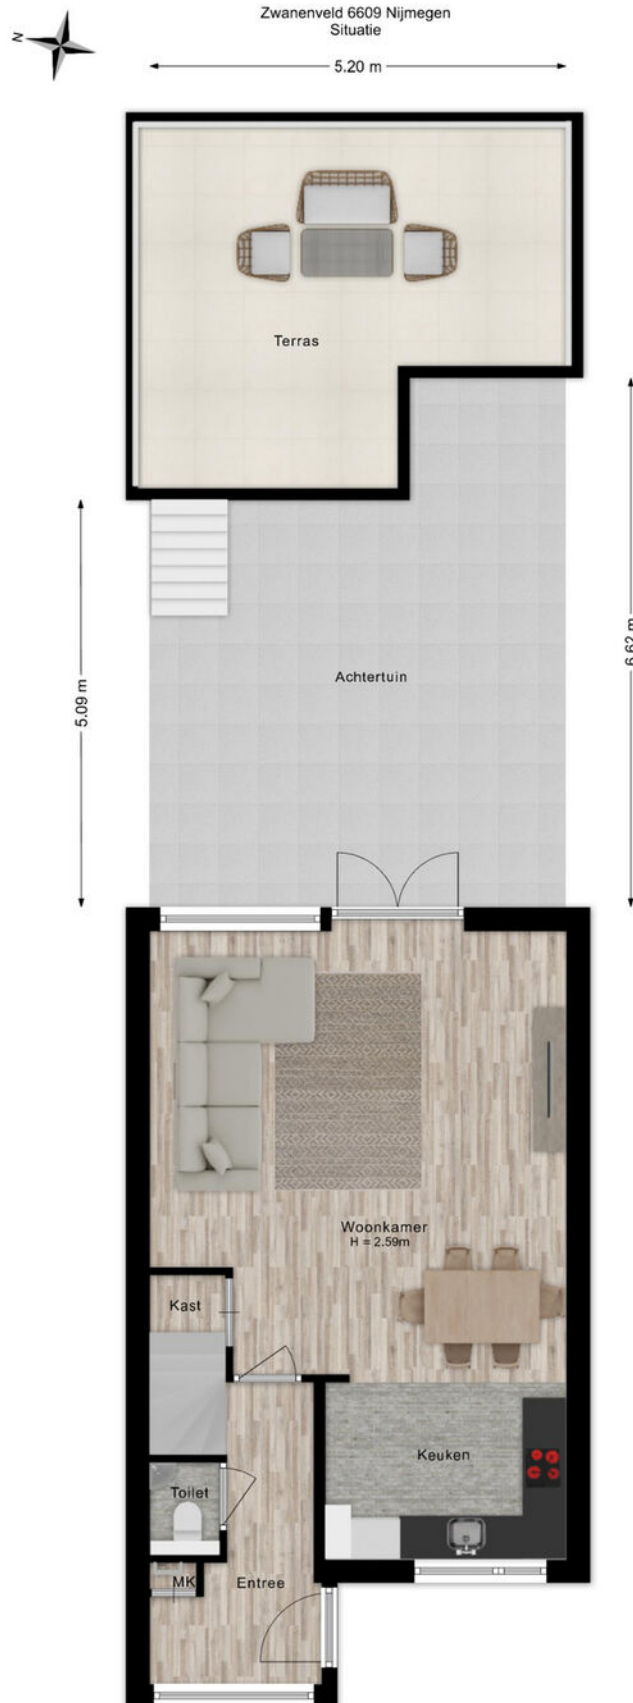 Zwanenveld 6609 Nijmegen
Situatie
N
5.20 m
Terras
5.09 m
6.62 m
Achtertuin
Woonkamer
H = 2.59m
Kast
Keuken
Toilet
MK
Entree